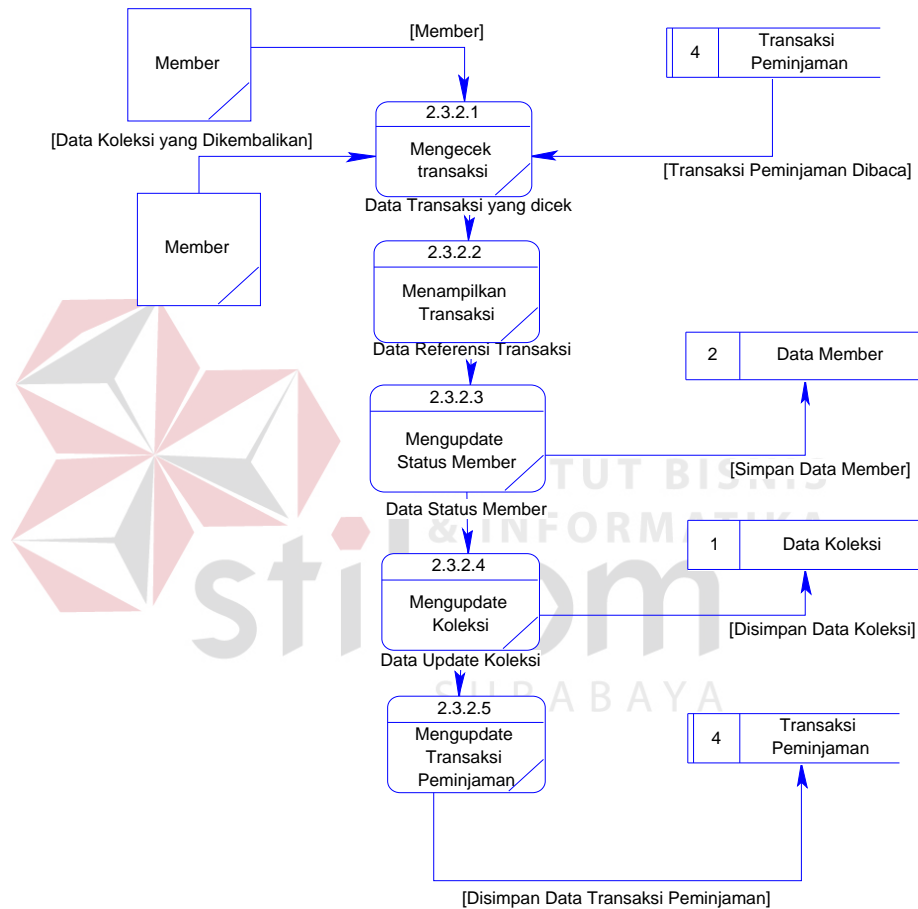 [Member]
Member
4
Transaksi
Peminjaman
2.3.2.1
[Data Koleksi yang Dikembalikan]
Mengecek
transaksi
[Transaksi Peminjaman Dibaca]
Data Transaksi yang dicek
Member
2.3.2.2
Menampilkan
Transaksi
Data Referensi Transaksi
2
Data Member
2.3.2.3
Mengupdate
Status Member
[Simpan Data Member]
Data Status Member
1
Data Koleksi
2.3.2.4
Mengupdate
Koleksi
[Disimpan Data Koleksi]
Data Update Koleksi
2.3.2.5
Mengupdate
Transaksi
Peminjaman
4
Transaksi
Peminjaman
[Disimpan Data Transaksi Peminjaman]
BISNIS
& INFORMATIKA